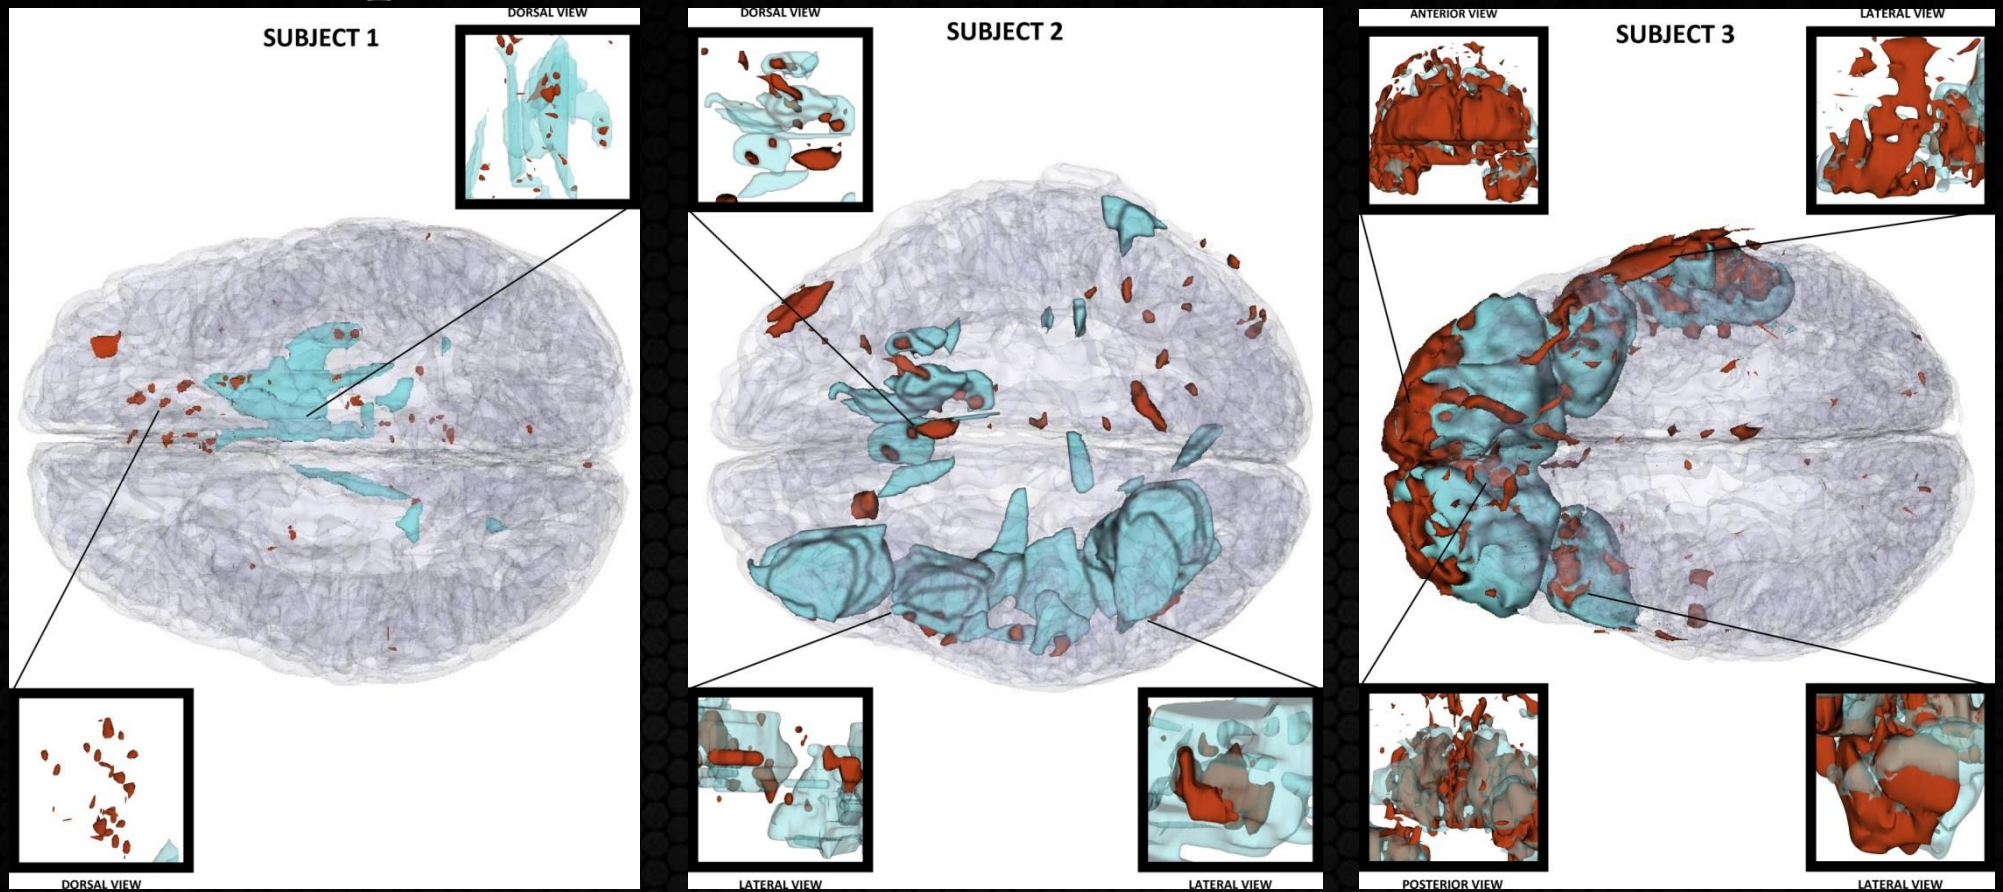 DORSAL VIEW
SUBJECT 1
DORSAL VIEW
DORSAL VIEW
SUBJECT 2
LATERAL VIEW
LATERAL VIEW
ANTERIOR VIEW
SUBJECT 3
LATERAL VIEW
POSTERIOR VIEW
LATERAL VIEW